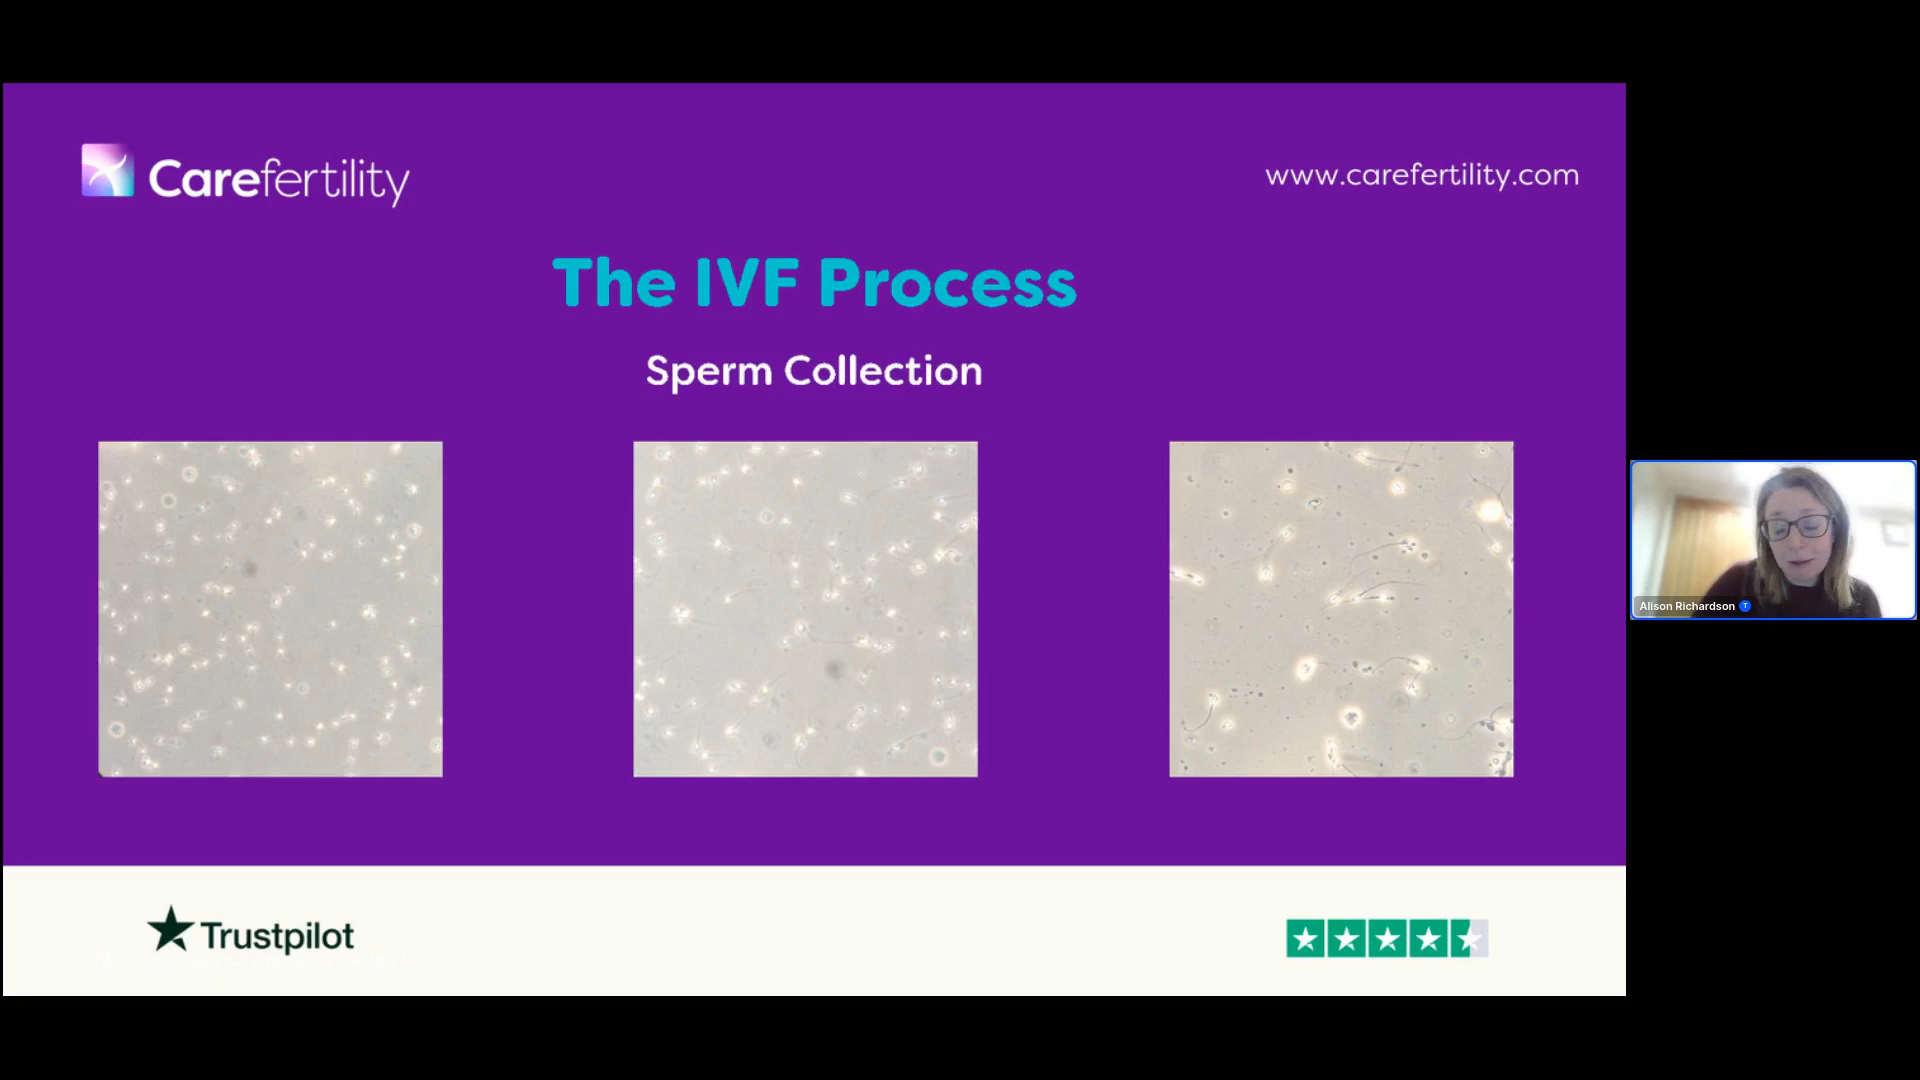 Carefertility
www.carefertility.com
The IVF Process
Sperm Collection
Alison Richardson T
Trustpilot